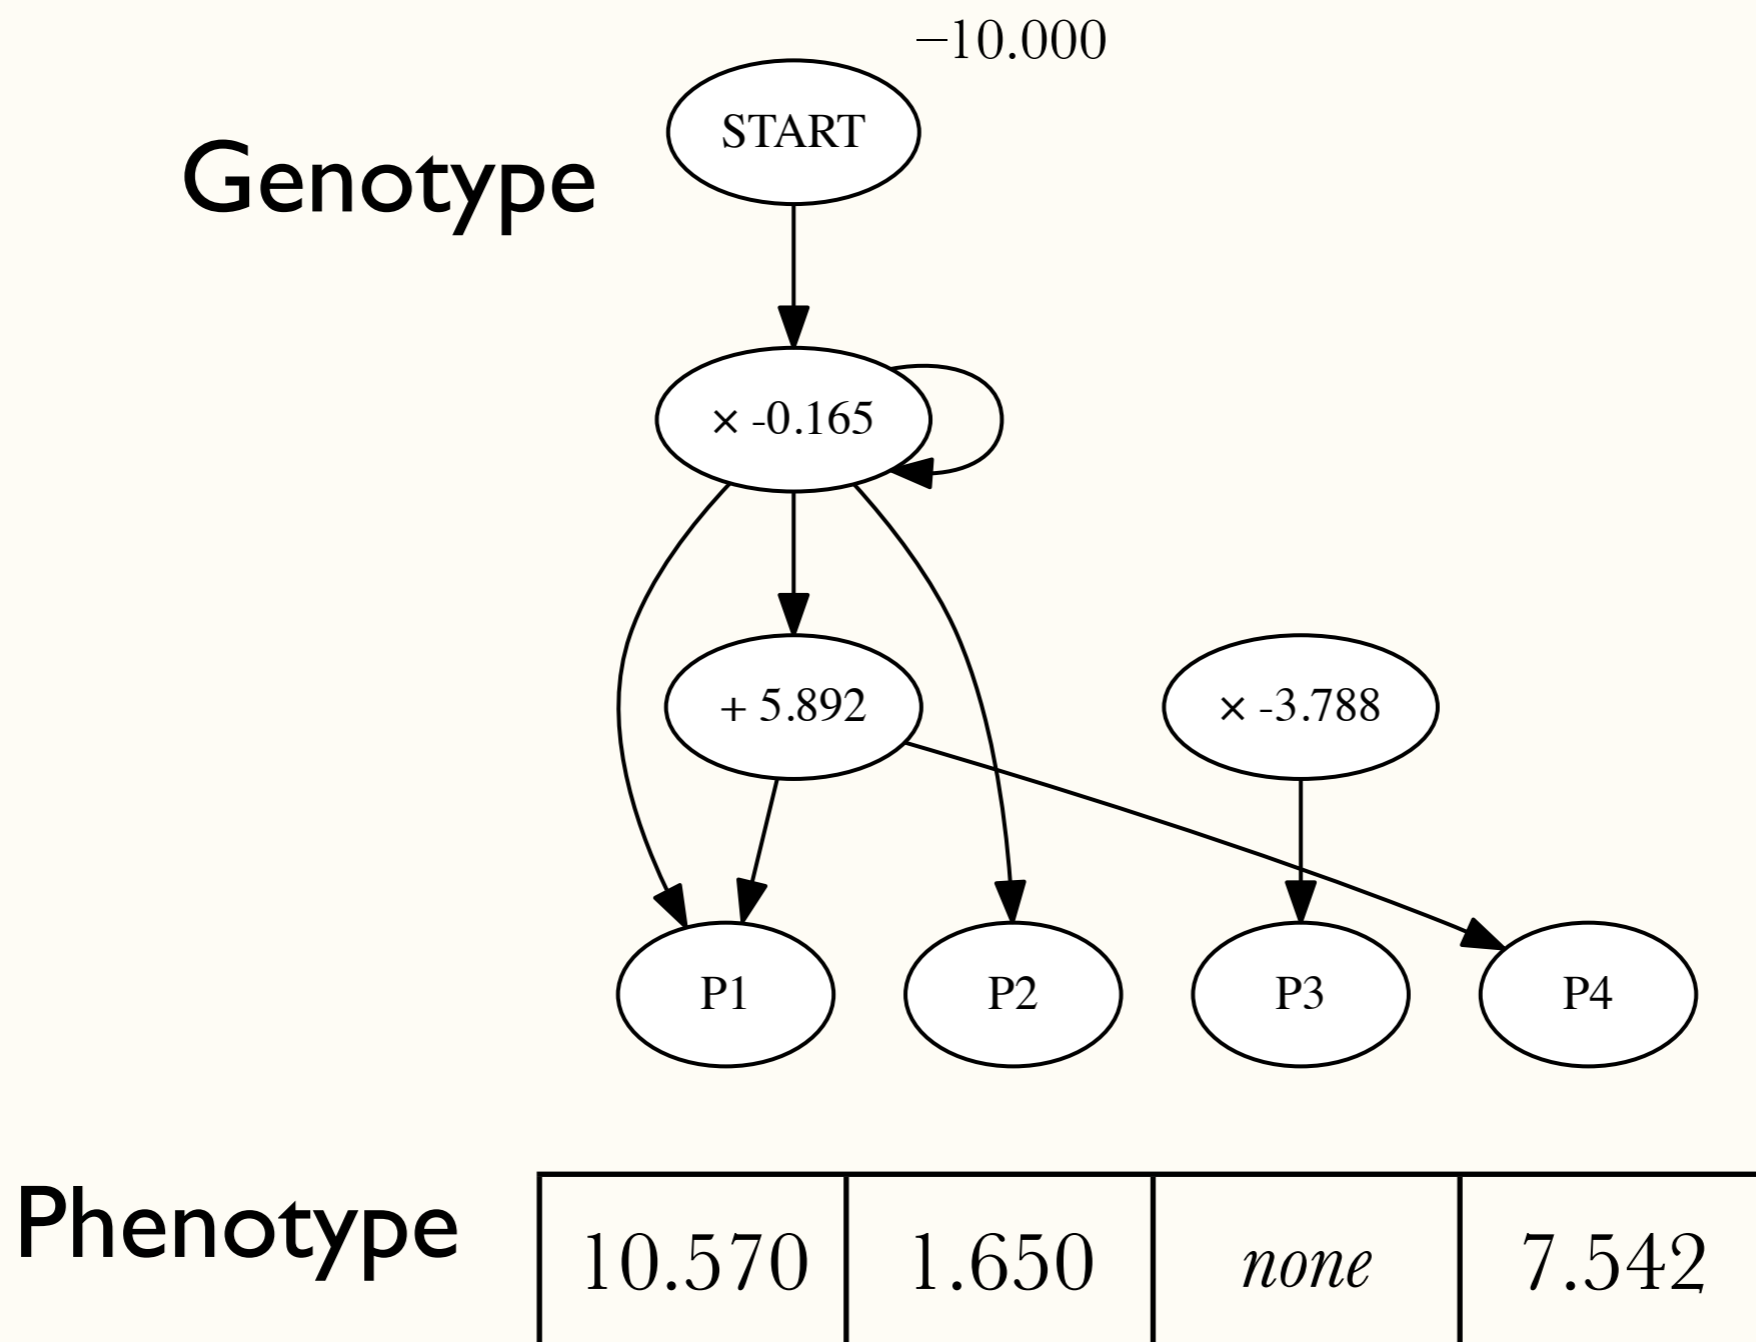 −10.000
START
Genotype
× -0.165
+ 5.892
× -3.788
P1
P2
P3
P4
Phenotype
10.570
1.650
none
7.542